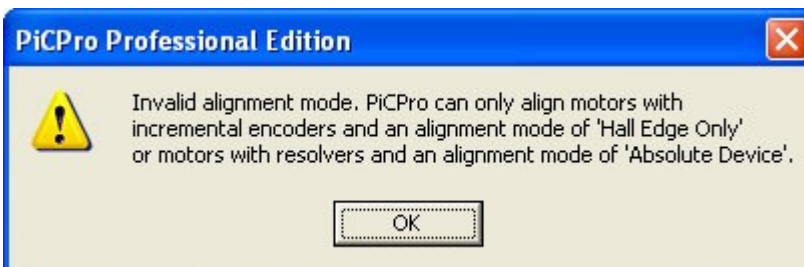 PiCPro Professional Edition
Invalid alignment mode. PiCPro can only align motors with
incremental encoders and an alignment mode of 'Hall Edge Only'
or motors with resolvers and an alignment mode of 'Absolute Device'.
OK